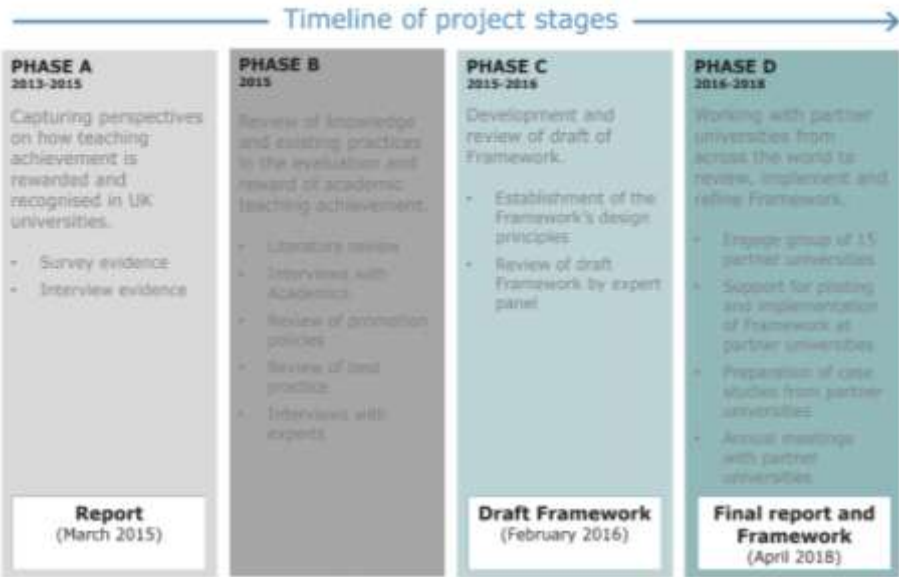 Timeline of project stages
PHASE A
2013-2015
Capturing perspectives
on how teaching
achievement is
rewarded and
recognised in UK
universities.
• Survey evidence
• Interview evidence
Report
(March 2015)
PHASE B
2015
Review of knowledge
and existing practices
in the evaluation and
reward of academic
teaching achievement.
• Literature review
• Interviews with
Academics
• Review of promotion
policies
• Review of best
practice
• Interviews with
experts
PHASE C
2015-2016
Development and
review of draft of
Framework.
• Establishment of the
Framework's design
principles
• Review of draft
Framework by expert
panel
Draft Framework
(February 2016)
PHASE D
2016-2018
Working with partner
universities from
across the world to
review, implement and
refine Framework.
• Engage group of 15
partner universities
• Support for piloting
and implementation
of Framework at
partner universities
• Preparation of case
studies from partner
universities
• Annual meetings
with partner
universities
Final report and
Framework
(April 2018)